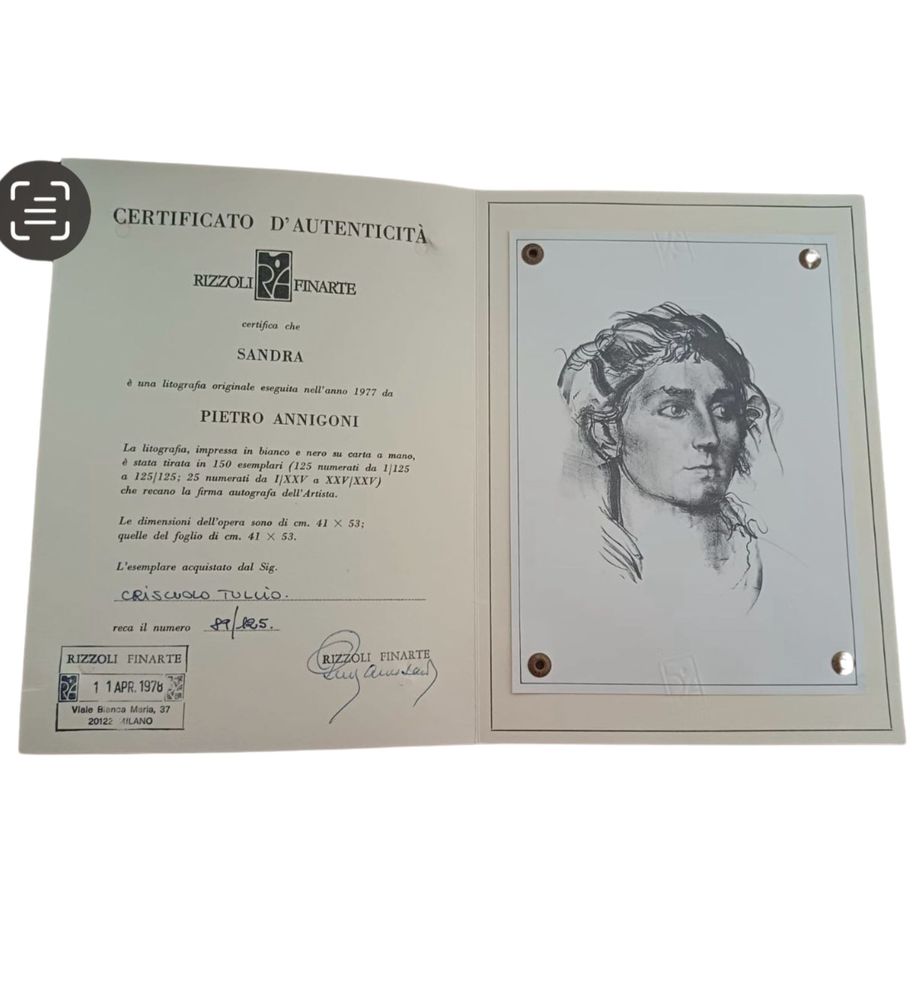 CERTIFICATO D'AUTENTICITÀ
RIZZOLI FINARTE
certifica che
SANDRA
è una litografia originale eseguita nell'anno 1977 da
PIETRO ANNIGONI
La litografia, impressa in bianco e nero su carta a mano,
è stata tirata in 150 esemplari (125 numerati da 1/125
a 125/125; 25 numerati da I/XXV a XXV/XXV)
che recano la firma autografa dell'Artista.
Le dimensioni dell'opera sono di cm. 41 × 53;
quelle del foglio di cm. 41 × 53.
L'esemplare acquistato dal Sig.
CRISCUOLO TULLIO.
reca il numero 89/125.
RIZZOLI FINARTE
RIZZOLI FINARTE
11 APR. 1978
Viale Bianca Maria, 37
20122 MILANO